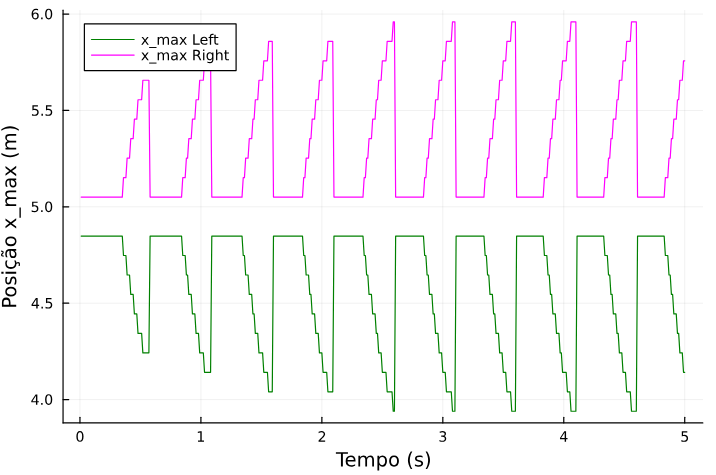 x_max Left
x_max Right
6.0
5.5
5.0
4.5
4.0
Posição x_max (m)
0 1 2 3 4 5
Tempo (s)